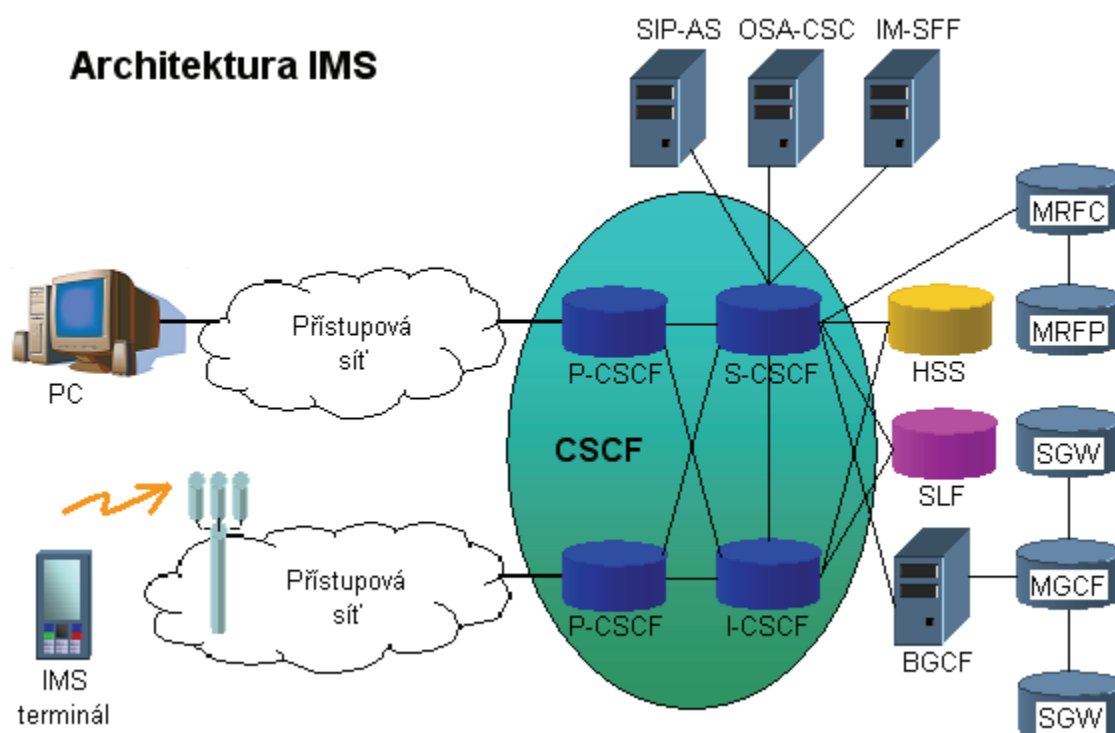 Architektura IMS
SIP-AS
OSA-CSC
IM-SFF
MRFC
Přístupová
síť
PC
P-CSCF
S-CSCF
HSS
MRFP
CSCF
SLF
SGW
Přístupová
síť
P-CSCF
I-CSCF
BGCF
MGCF
IMS
terminál
SGW